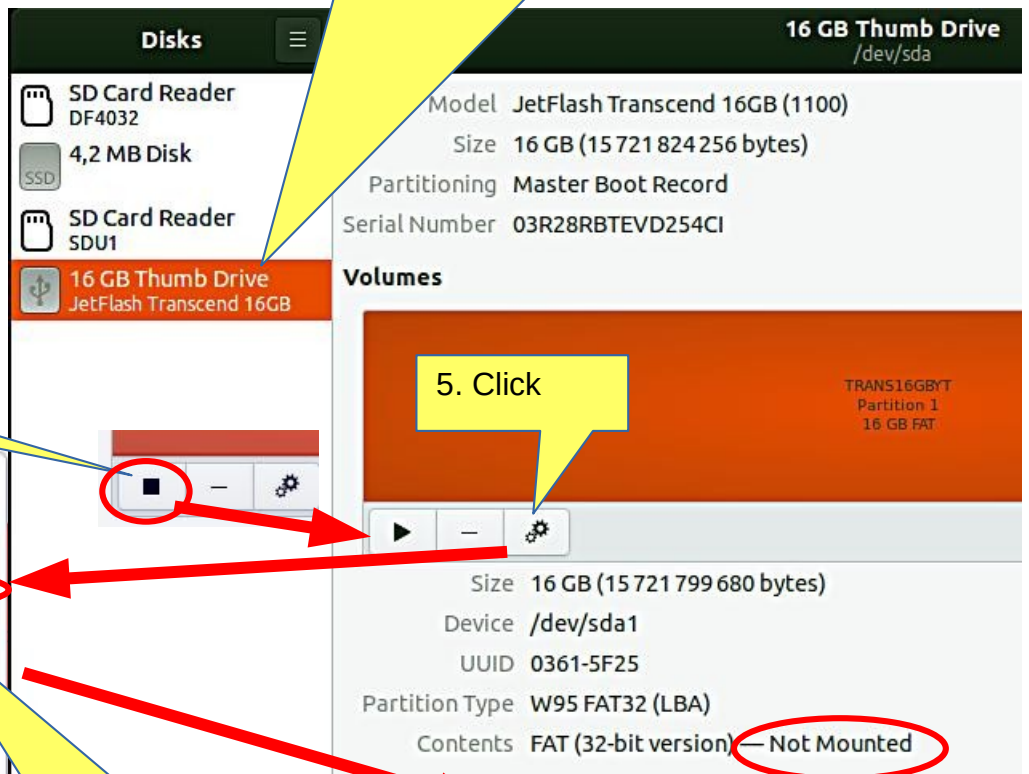 Disks
16 GB Thumb Drive
/dev/sda
SD Card Reader
DF4032
4,2 MB Disk
SSD
SD Card Reader
SDU1
16 GB Thumb Drive
JetFlash Transcend 16GB
Model JetFlash Transcend 16GB (1100)
Size 16 GB (15 721 824 256 bytes)
Partitioning Master Boot Record
Serial Number 03R28RBTEVD254CI
Volumes
5. Click
TRANS16GBYT
Partition 1
16 GB FAT
Size 16 GB (15 721 799 680 bytes)
Device /dev/sda1
UUID 0361-5F25
Partition Type W95 FAT32 (LBA)
Contents FAT (32-bit version) — Not Mounted